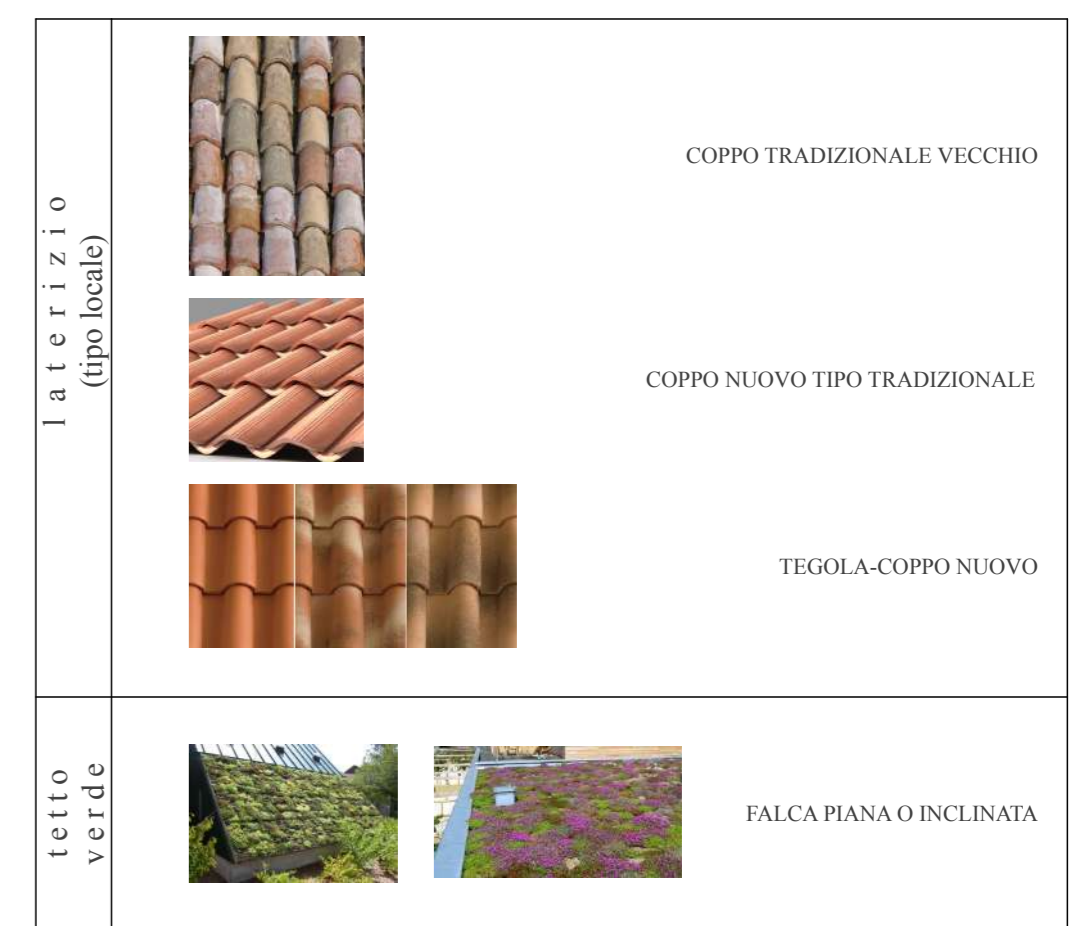 laterizio
(tipo locale)
COPPO TRADIZIONALE VECCHIO
COPPO NUOVO TIPO TRADIZIONALE
TEGOLA-COPPO NUOVO
tetto
verde
FALCA PIANA O INCLINATA